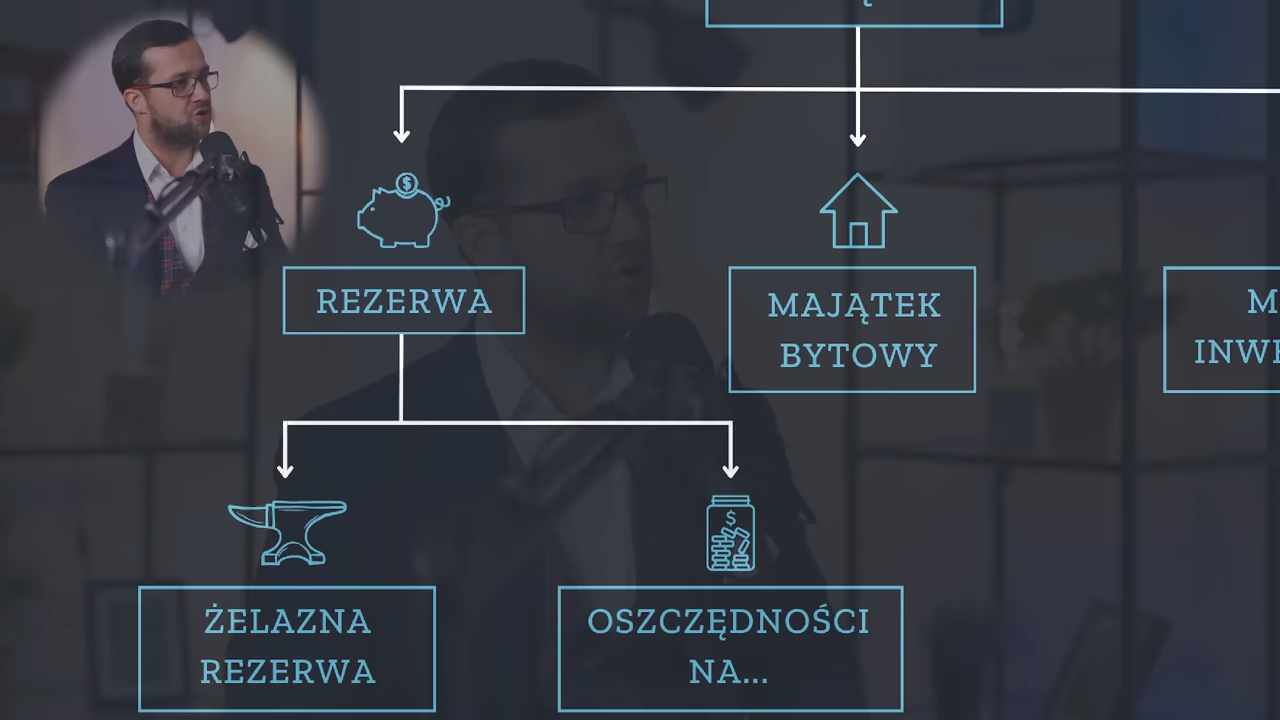 REZERWA
MAJĄTEK
BYTOWY
ŻELAZNA
REZERWA
OSZCZĘDNOŚCI
NA...